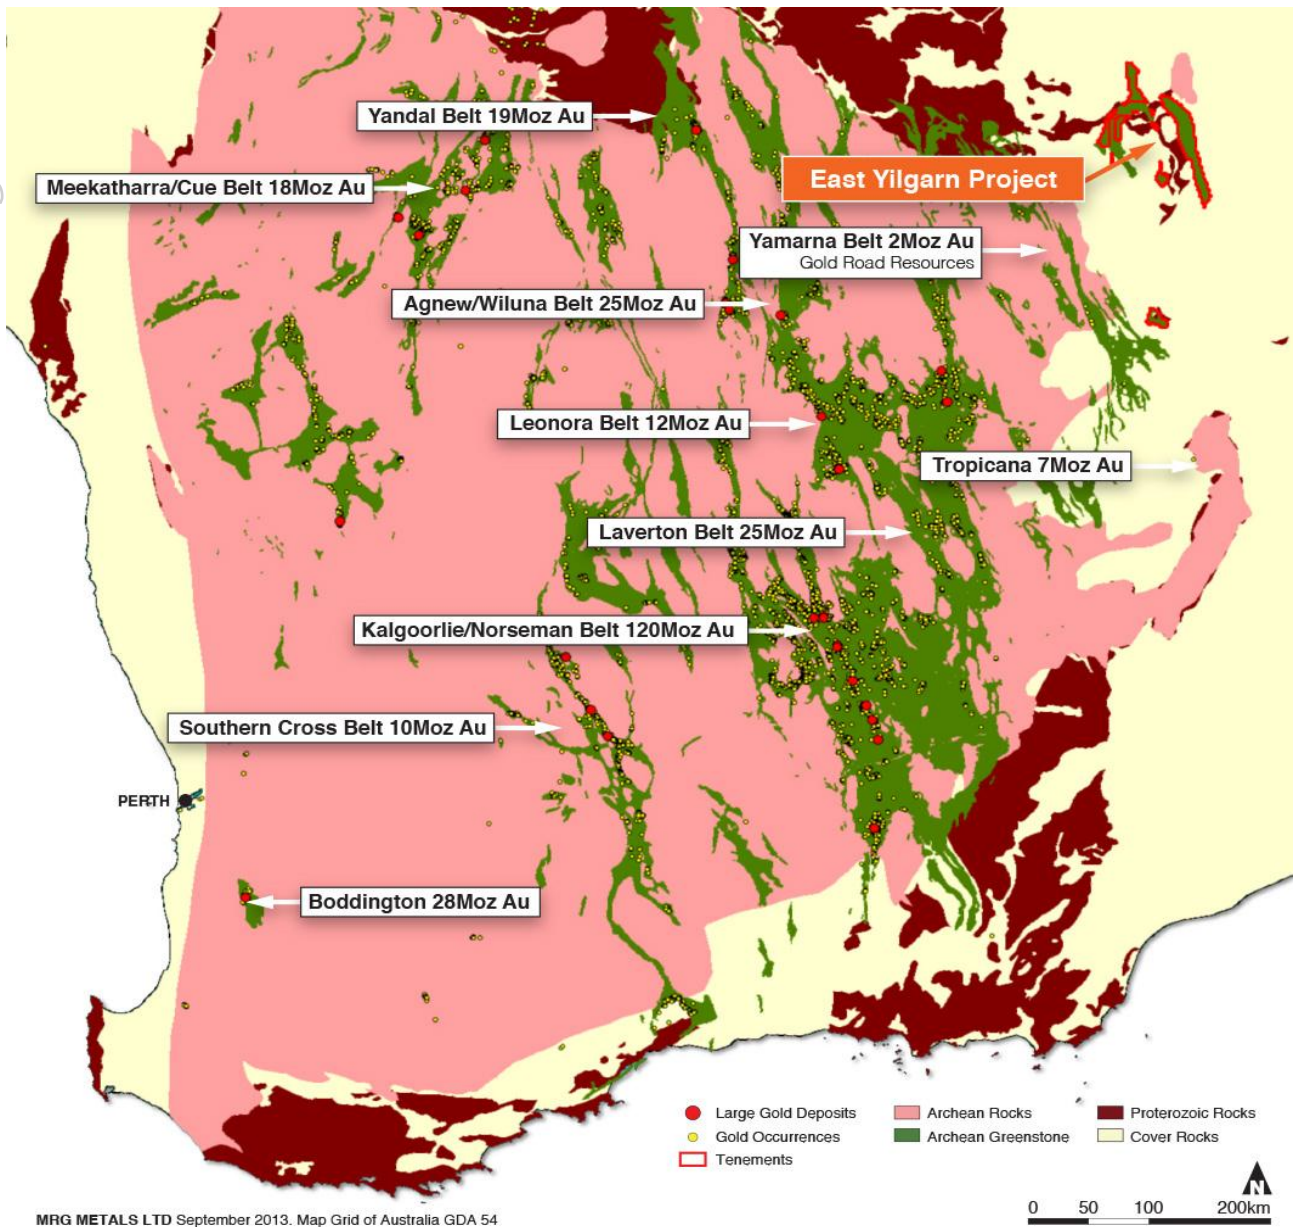 Yandal Belt 19Moz Au
Meekatharra/Cue Belt 18Moz Au
East Yilgarn Project
Yamarna Belt 2Moz Au
Gold Road Resources
Agnew/Wiluna Belt 25Moz Au
Leonora Belt 12Moz Au
Tropicana 7Moz Au
Laverton Belt 25Moz Au
Kalgoorlie/Norseman Belt 120Moz Au
Southern Cross Belt 10Moz Au
PERTH
Boddington 28Moz Au
Large Gold Deposits
Gold Occurrences
Tenements
Archean Rocks
Archean Greenstone
Proterozoic Rocks
Cover Rocks
N
0 50 100 200km
MRG METALS LTD September 2013. Map Grid of Australia GDA 54